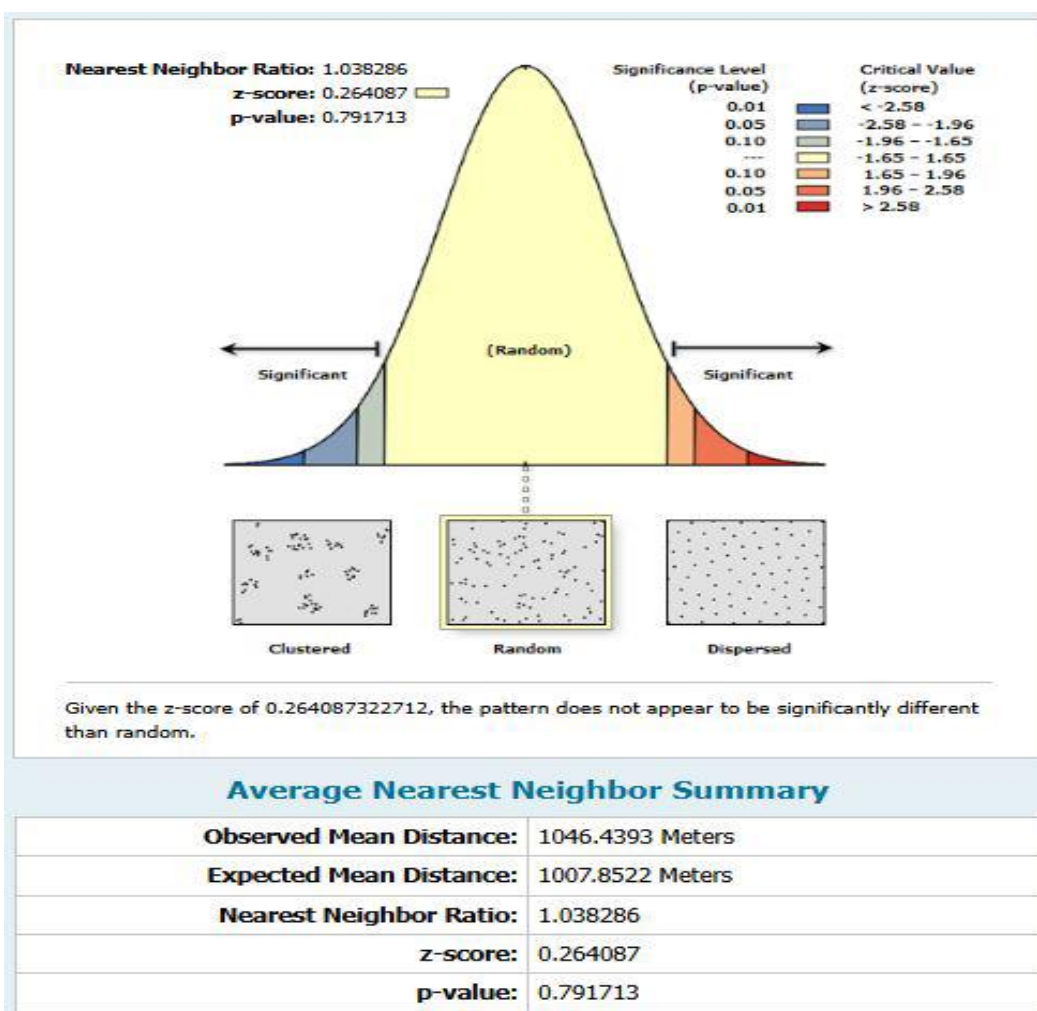 Nearest Neighbor Ratio: 1.038286
z-score: 0.264087
p-value: 0.791713
Significance Level
(p-value)
Critical Value
(z-score)
0.01 < -2.58
0.05 -2.58 - -1.96
0.10 -1.96 - -1.65
--- -1.65 - 1.65
0.10 1.65 - 1.96
0.05 1.96 - 2.58
0.01 > 2.58
(Random)
Significant
Significant
Clustered
Random
Dispersed
Given the z-score of 0.264087322712, the pattern does not appear to be significantly different
than random.
Average Nearest Neighbor Summary
Observed Mean Distance: 1046.4393 Meters
Expected Mean Distance: 1007.8522 Meters
Nearest Neighbor Ratio: 1.038286
z-score: 0.264087
p-value: 0.791713